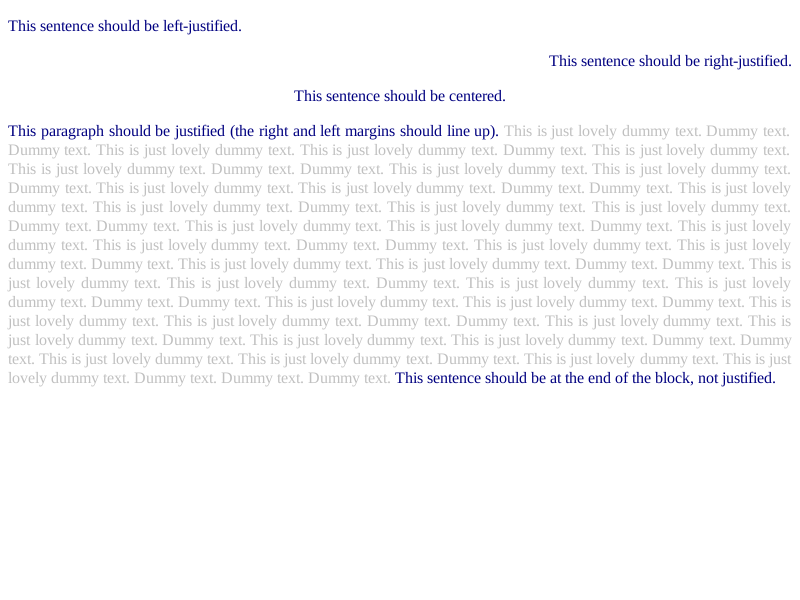 This sentence should be left-justified.
This sentence should be right-justified.
This sentence should be centered.
This paragraph should be justified (the right and left margins should line up). This is just lovely dummy text. Dummy text.
Dummy text. This is just lovely dummy text. This is just lovely dummy text. Dummy text. This is just lovely dummy text.
This is just lovely dummy text. Dummy text. Dummy text. This is just lovely dummy text. This is just lovely dummy text.
Dummy text. This is just lovely dummy text. This is just lovely dummy text. Dummy text. Dummy text. This is just lovely
dummy text. This is just lovely dummy text. Dummy text. This is just lovely dummy text. This is just lovely dummy text.
Dummy text. Dummy text. This is just lovely dummy text. This is just lovely dummy text. Dummy text. This is just lovely
dummy text. This is just lovely dummy text. Dummy text. Dummy text. This is just lovely dummy text. This is just lovely
dummy text. Dummy text. This is just lovely dummy text. This is just lovely dummy text. Dummy text. Dummy text. This is
just lovely dummy text. This is just lovely dummy text. Dummy text. This is just lovely dummy text. This is just lovely
dummy text. Dummy text. Dummy text. This is just lovely dummy text. This is just lovely dummy text. Dummy text. This is
just lovely dummy text. This is just lovely dummy text. Dummy text. Dummy text. This is just lovely dummy text. This is
just lovely dummy text. Dummy text. This is just lovely dummy text. This is just lovely dummy text. Dummy text. Dummy
text. This is just lovely dummy text. This is just lovely dummy text. Dummy text. This is just lovely dummy text. This is just
lovely dummy text. Dummy text. Dummy text. Dummy text. This sentence should be at the end of the block, not justified.